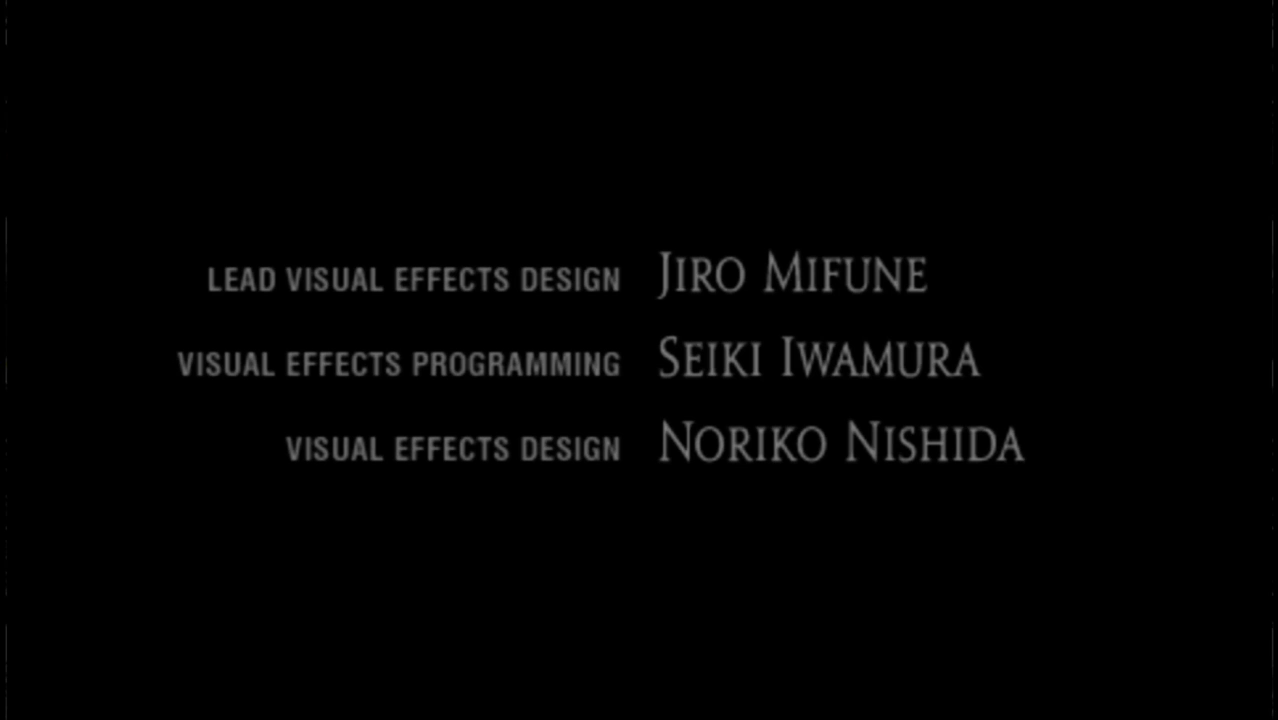 LEAD VISUAL EFFECTS DESIGN JIRO MIFUNE
VISUAL EFFECTS PROGRAMMING SEIKI IWAMURA
VISUAL EFFECTS DESIGN NORIKO NISHIDA